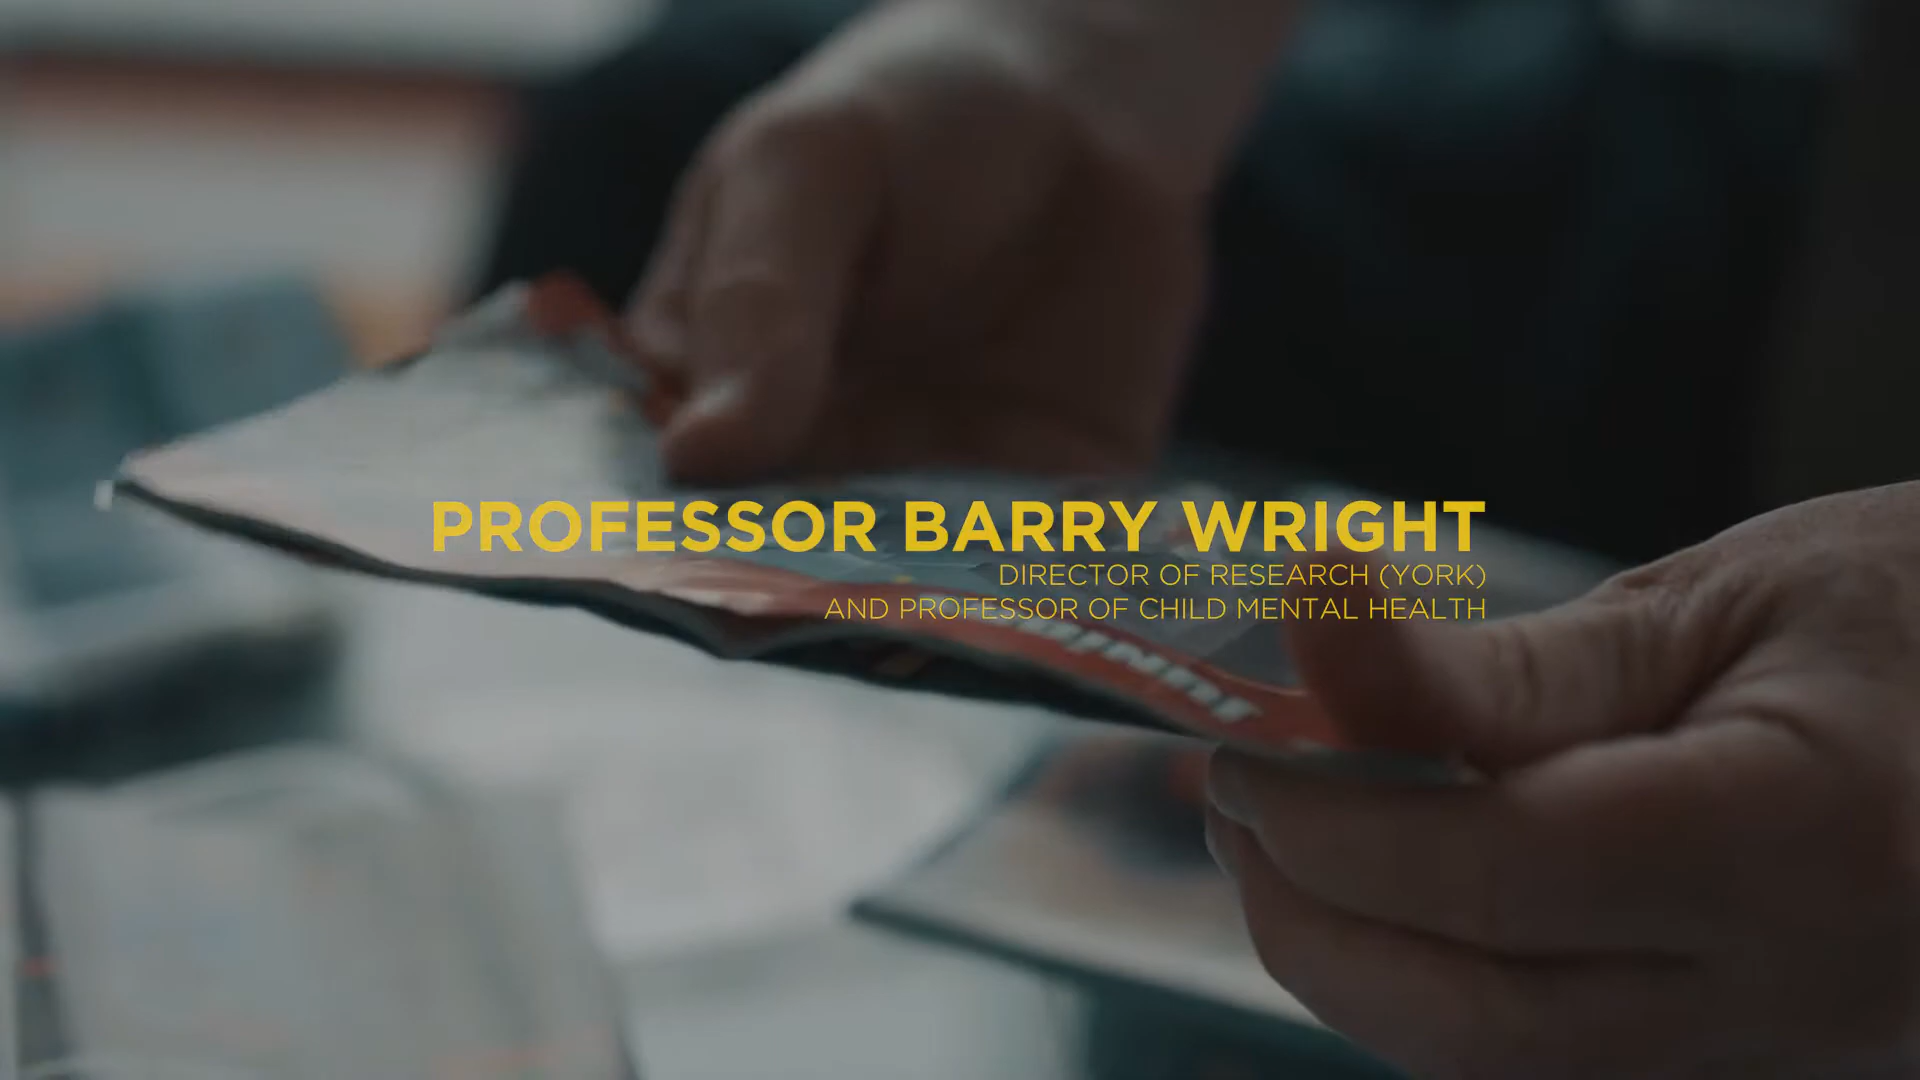 PROFESSOR BARRY WRIGHT
DIRECTOR OF RESEARCH (YORK)
AND PROFESSOR OF CHILD MENTAL HEALTH